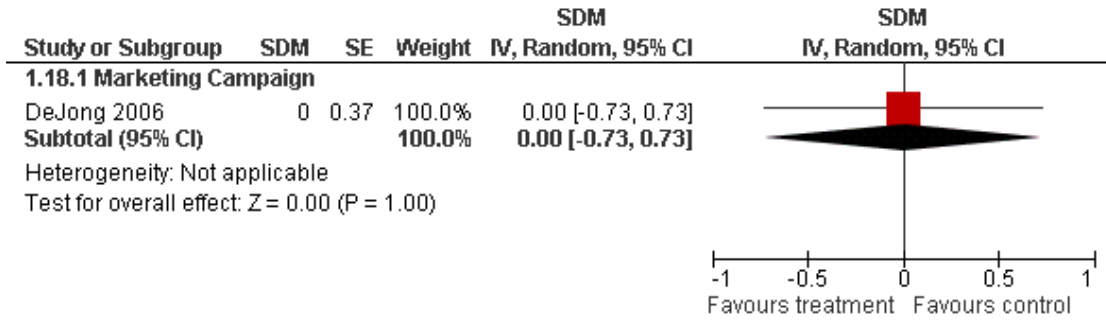 SDM SDM
Study or Subgroup SDM SE Weight IV, Random, 95% CI IV, Random, 95% CI
1.18.1 Marketing Campaign
DeJong 2006 0 0.37 100.0% 0.00 [-0.73, 0.73]
Subtotal (95% CI) 100.0% 0.00 [-0.73, 0.73]
Heterogeneity: Not applicable
Test for overall effect: Z = 0.00 (P = 1.00)
-1 -0.5 0 0.5 1
Favours treatment Favours control